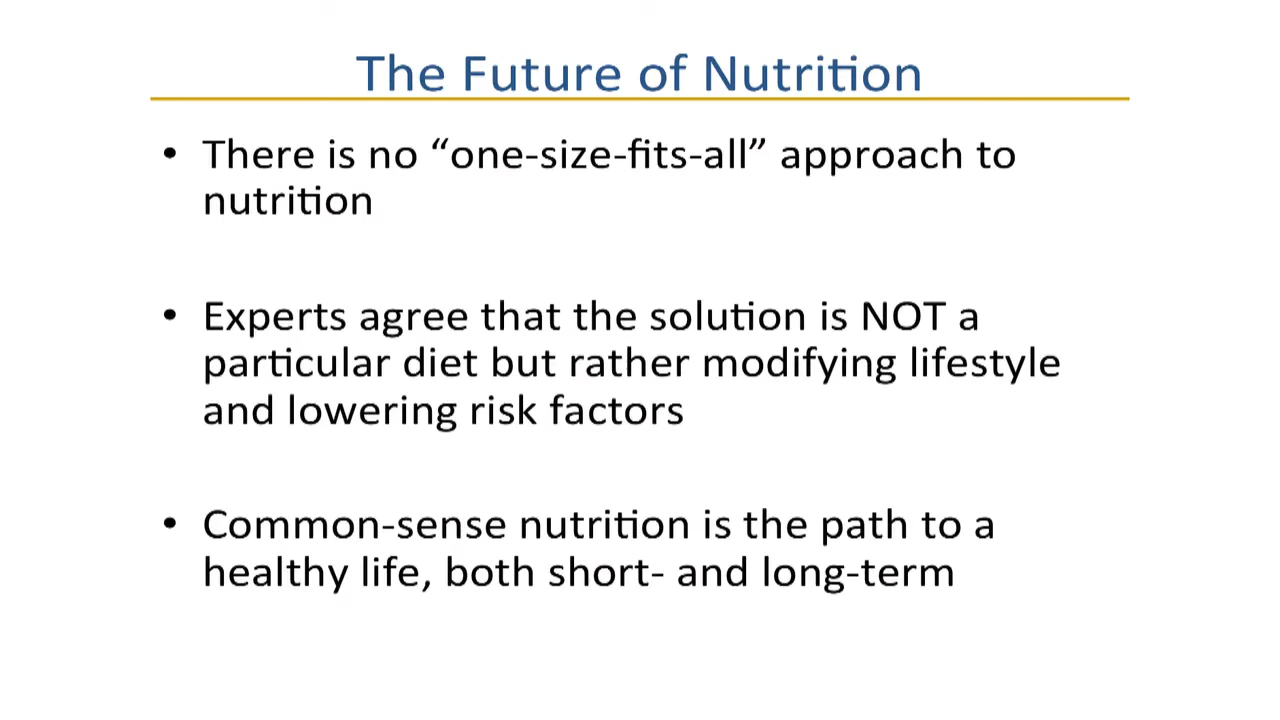 The Future of Nutrition
• There is no “one-size-fits-all” approach to
nutrition
• Experts agree that the solution is NOT a
particular diet but rather modifying lifestyle
and lowering risk factors
• Common-sense nutrition is the path to a
healthy life, both short- and long-term